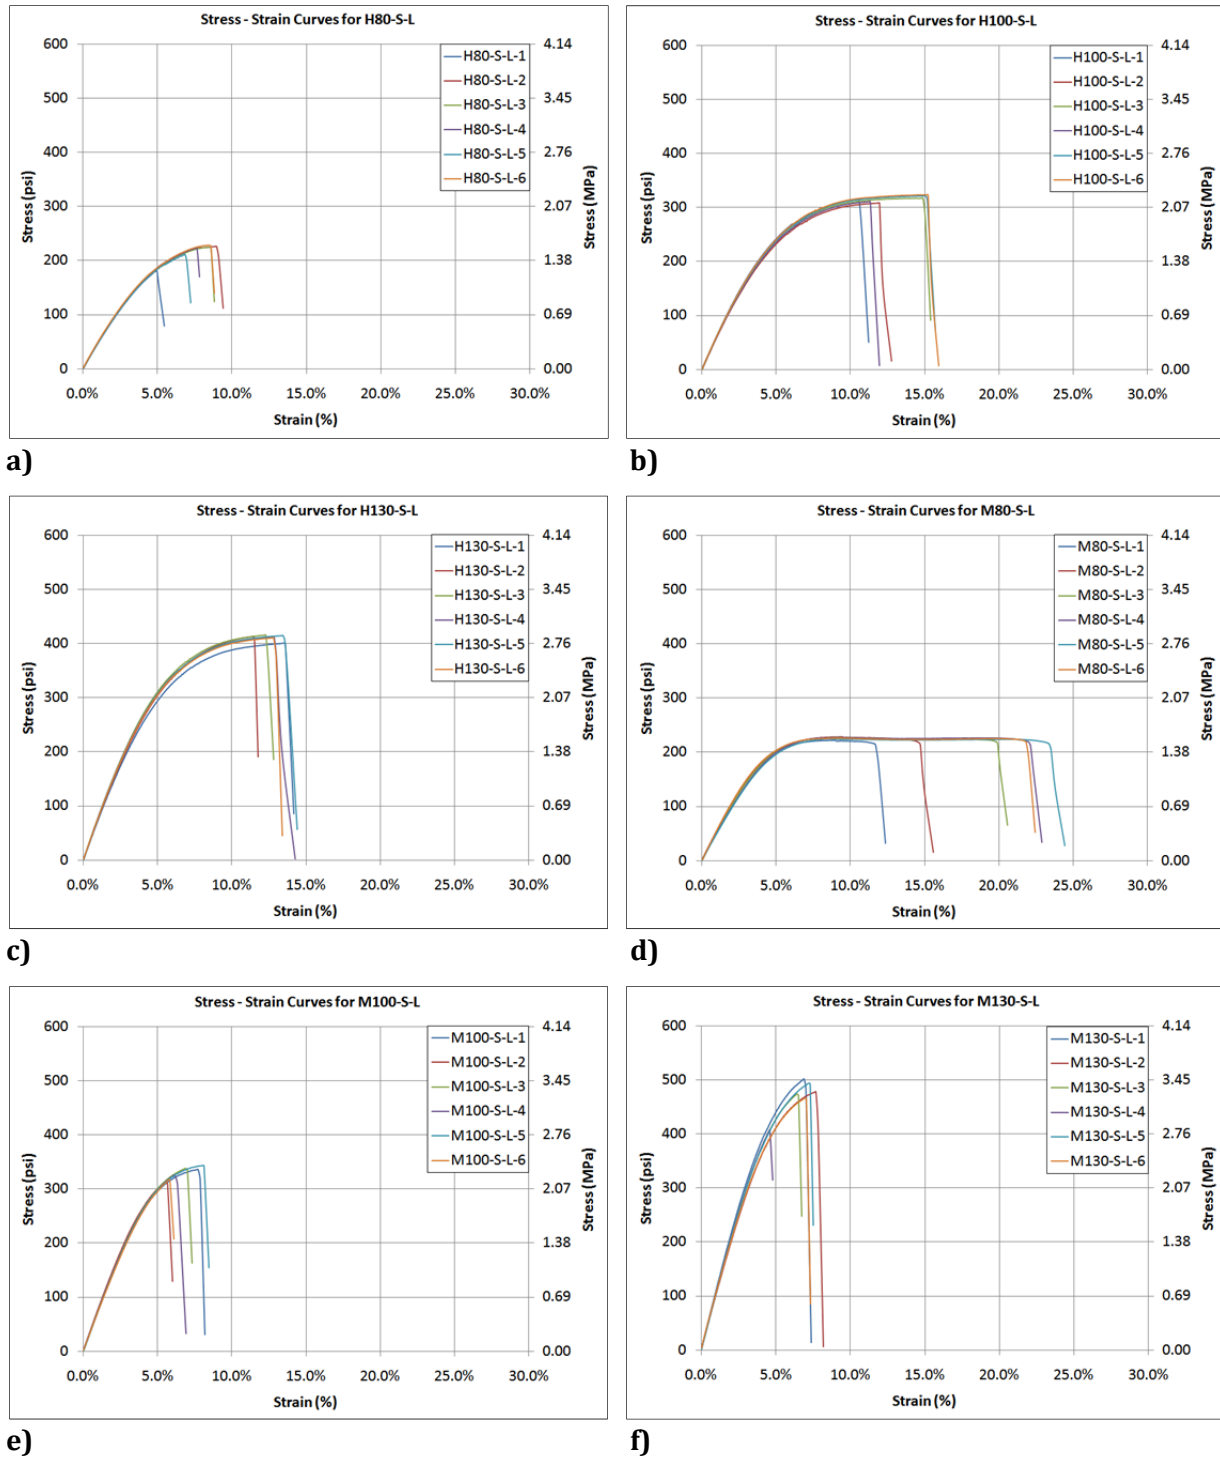 Stress - Strain Curves for H80-S-L
600
500
400
300
200
100
0
Stress (psi)
H80-S-L-1
H80-S-L-2
H80-S-L-3
H80-S-L-4
H80-S-L-5
H80-S-L-6
4.14
3.45
2.76
2.07
1.38
0.69
0.00
Stress (MPa)
0.0% 5.0% 10.0% 15.0% 20.0% 25.0% 30.0%
Strain (%)
a)
Stress - Strain Curves for H100-S-L
600
500
400
300
200
100
0
Stress (psi)
H100-S-L-1
H100-S-L-2
H100-S-L-3
H100-S-L-4
H100-S-L-5
H100-S-L-6
4.14
3.45
2.76
2.07
1.38
0.69
0.00
Stress (MPa)
0.0% 5.0% 10.0% 15.0% 20.0% 25.0% 30.0%
Strain (%)
b)
Stress - Strain Curves for H130-S-L
600
500
400
300
200
100
0
Stress (psi)
H130-S-L-1
H130-S-L-2
H130-S-L-3
H130-S-L-4
H130-S-L-5
H130-S-L-6
4.14
3.45
2.76
2.07
1.38
0.69
0.00
Stress (MPa)
0.0% 5.0% 10.0% 15.0% 20.0% 25.0% 30.0%
Strain (%)
c)
Stress - Strain Curves for M80-S-L
600
500
400
300
200
100
0
Stress (psi)
M80-S-L-1
M80-S-L-2
M80-S-L-3
M80-S-L-4
M80-S-L-5
M80-S-L-6
4.14
3.45
2.76
2.07
1.38
0.69
0.00
Stress (MPa)
0.0% 5.0% 10.0% 15.0% 20.0% 25.0% 30.0%
Strain (%)
d)
Stress - Strain Curves for M100-S-L
600
500
400
300
200
100
0
Stress (psi)
M100-S-L-1
M100-S-L-2
M100-S-L-3
M100-S-L-4
M100-S-L-5
M100-S-L-6
4.14
3.45
2.76
2.07
1.38
0.69
0.00
Stress (MPa)
0.0% 5.0% 10.0% 15.0% 20.0% 25.0% 30.0%
Strain (%)
e)
Stress - Strain Curves for M130-S-L
600
500
400
300
200
100
0
Stress (psi)
M130-S-L-1
M130-S-L-2
M130-S-L-3
M130-S-L-4
M130-S-L-5
M130-S-L-6
4.14
3.45
2.76
2.07
1.38
0.69
0.00
Stress (MPa)
0.0% 5.0% 10.0% 15.0% 20.0% 25.0% 30.0%
Strain (%)
f)